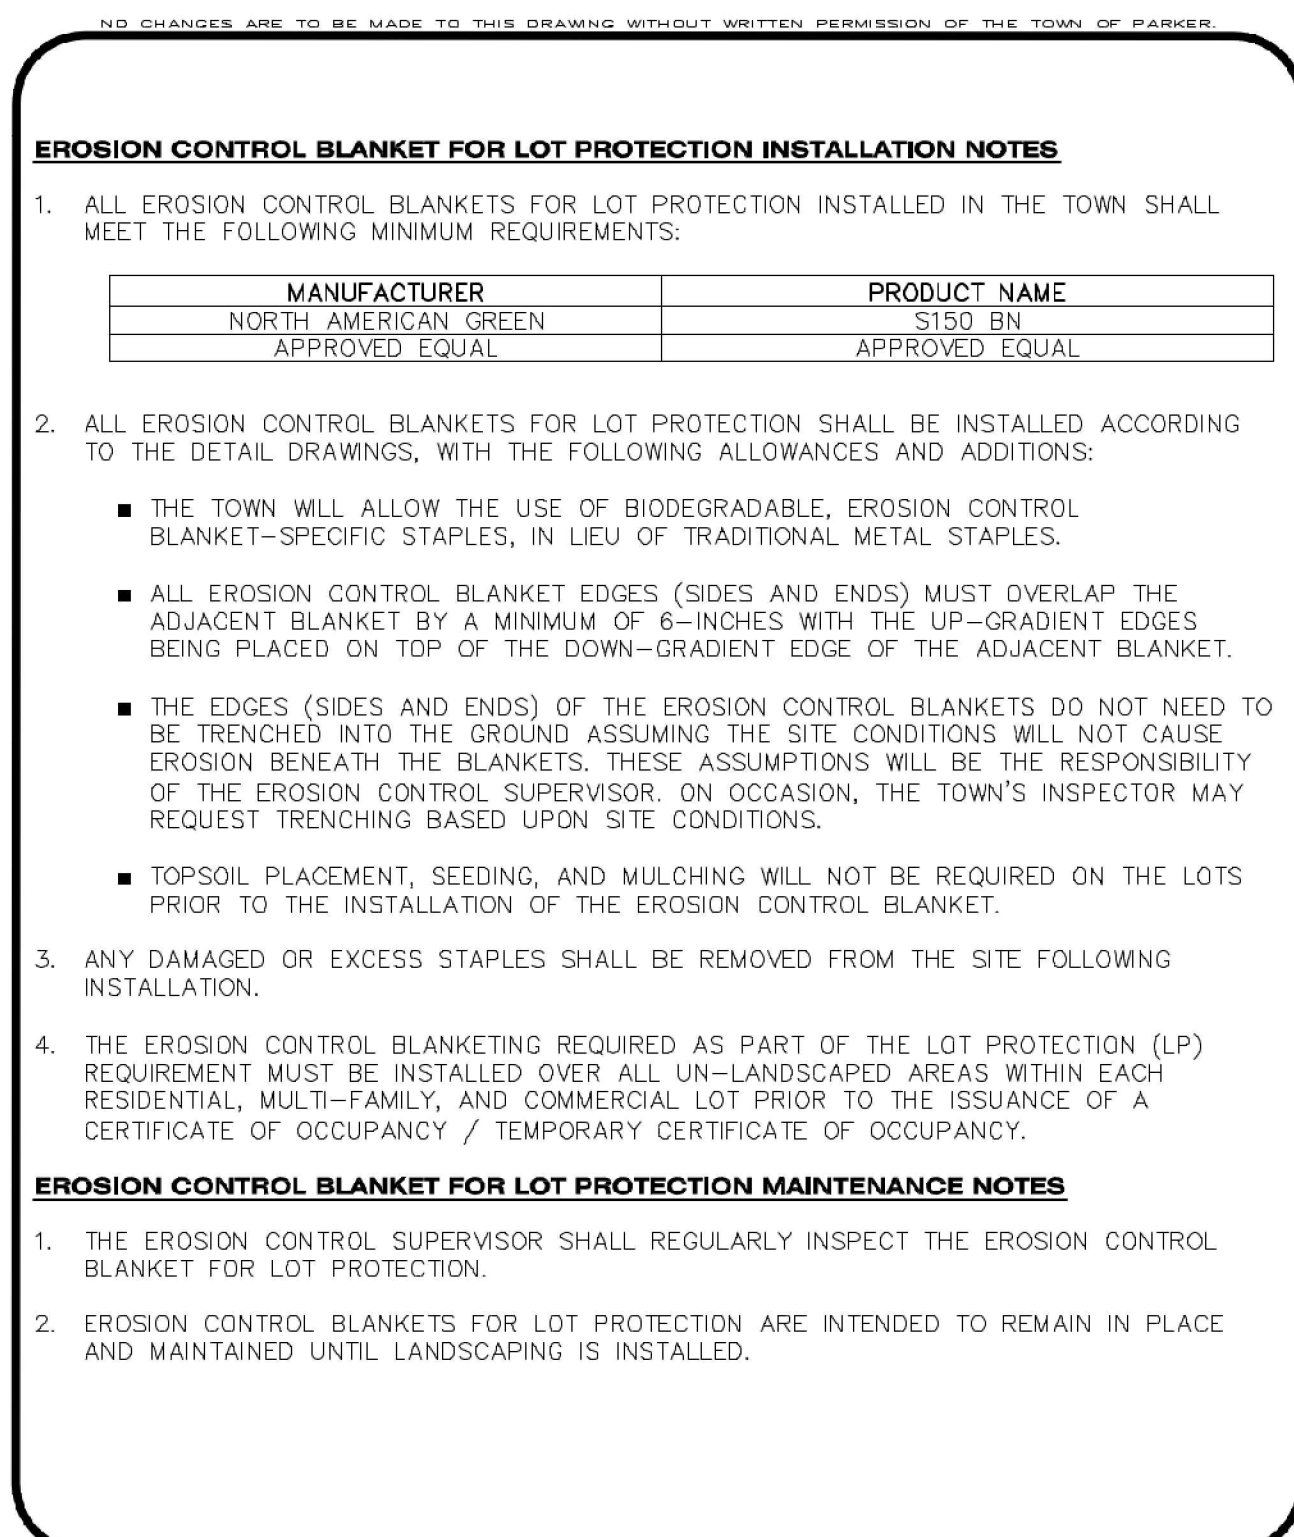 NO CHANGES ARE TO BE MADE TO THIS DRAWING WITHOUT WRITTEN PERMISSION OF THE TOWN OF PARKER.
EROSION CONTROL BLANKET FOR LOT PROTECTION INSTALLATION NOTES
1. ALL EROSION CONTROL BLANKETS FOR LOT PROTECTION INSTALLED IN THE TOWN SHALL
MEET THE FOLLOWING MINIMUM REQUIREMENTS:
MANUFACTURER PRODUCT NAME
NORTH AMERICAN GREEN S150 BN
APPROVED EQUAL APPROVED EQUAL
2. ALL EROSION CONTROL BLANKETS FOR LOT PROTECTION SHALL BE INSTALLED ACCORDING
TO THE DETAIL DRAWINGS, WITH THE FOLLOWING ALLOWANCES AND ADDITIONS:
■ THE TOWN WILL ALLOW THE USE OF BIODEGRADABLE, EROSION CONTROL
BLANKET-SPECIFIC STAPLES, IN LIEU OF TRADITIONAL METAL STAPLES.
■ ALL EROSION CONTROL BLANKET EDGES (SIDES AND ENDS) MUST OVERLAP THE
ADJACENT BLANKET BY A MINIMUM OF 6-INCHES WITH THE UP-GRADIENT EDGES
BEING PLACED ON TOP OF THE DOWN-GRADIENT EDGE OF THE ADJACENT BLANKET.
■ THE EDGES (SIDES AND ENDS) OF THE EROSION CONTROL BLANKETS DO NOT NEED TO
BE TRENCHED INTO THE GROUND ASSUMING THE SITE CONDITIONS WILL NOT CAUSE
EROSION BENEATH THE BLANKETS. THESE ASSUMPTIONS WILL BE THE RESPONSIBILITY
OF THE EROSION CONTROL SUPERVISOR. ON OCCASION, THE TOWN'S INSPECTOR MAY
REQUEST TRENCHING BASED UPON SITE CONDITIONS.
■ TOPSOIL PLACEMENT, SEEDING, AND MULCHING WILL NOT BE REQUIRED ON THE LOTS
PRIOR TO THE INSTALLATION OF THE EROSION CONTROL BLANKET.
3. ANY DAMAGED OR EXCESS STAPLES SHALL BE REMOVED FROM THE SITE FOLLOWING
INSTALLATION.
4. THE EROSION CONTROL BLANKETING REQUIRED AS PART OF THE LOT PROTECTION (LP)
REQUIREMENT MUST BE INSTALLED OVER ALL UN-LANDSCAPED AREAS WITHIN EACH
RESIDENTIAL, MULTI-FAMILY, AND COMMERCIAL LOT PRIOR TO THE ISSUANCE OF A
CERTIFICATE OF OCCUPANCY / TEMPORARY CERTIFICATE OF OCCUPANCY.
EROSION CONTROL BLANKET FOR LOT PROTECTION MAINTENANCE NOTES
1. THE EROSION CONTROL SUPERVISOR SHALL REGULARLY INSPECT THE EROSION CONTROL
BLANKET FOR LOT PROTECTION.
2. EROSION CONTROL BLANKETS FOR LOT PROTECTION ARE INTENDED TO REMAIN IN PLACE
AND MAINTAINED UNTIL LANDSCAPING IS INSTALLED.